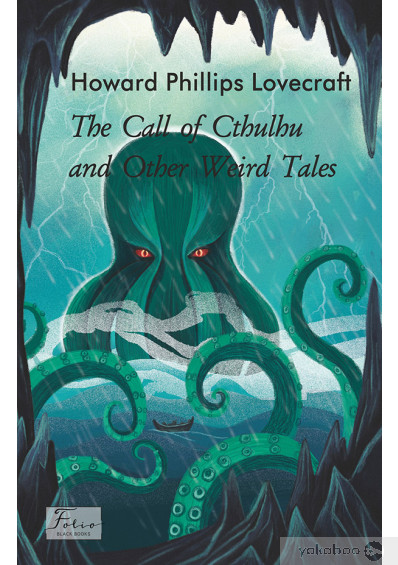 Howard Phillips Lovecraft
The Call of Cthulhu
and Other Weird Tales
Folio
BLACK BOOKS
yakaboo